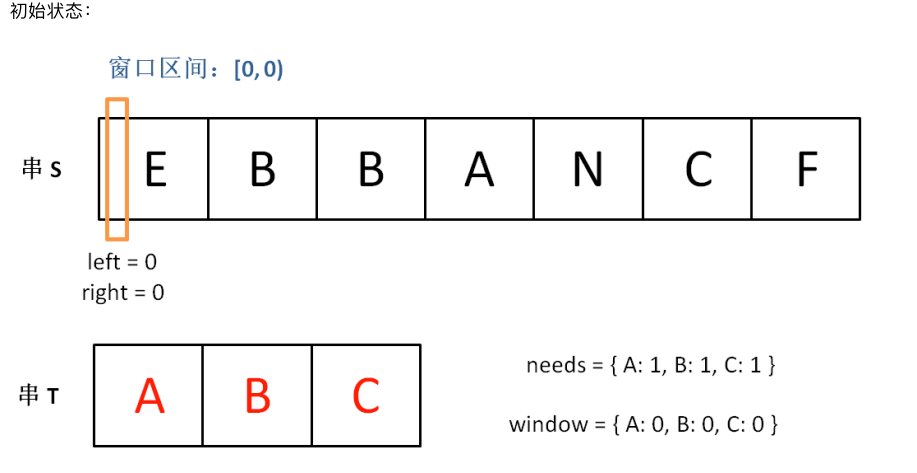 初始状态：
窗口区间：[0, 0)
串 S
E B B A N C F
left = 0
right = 0
串 T
A B C
needs = { A: 1, B: 1, C: 1 }
window = { A: 0, B: 0, C: 0 }